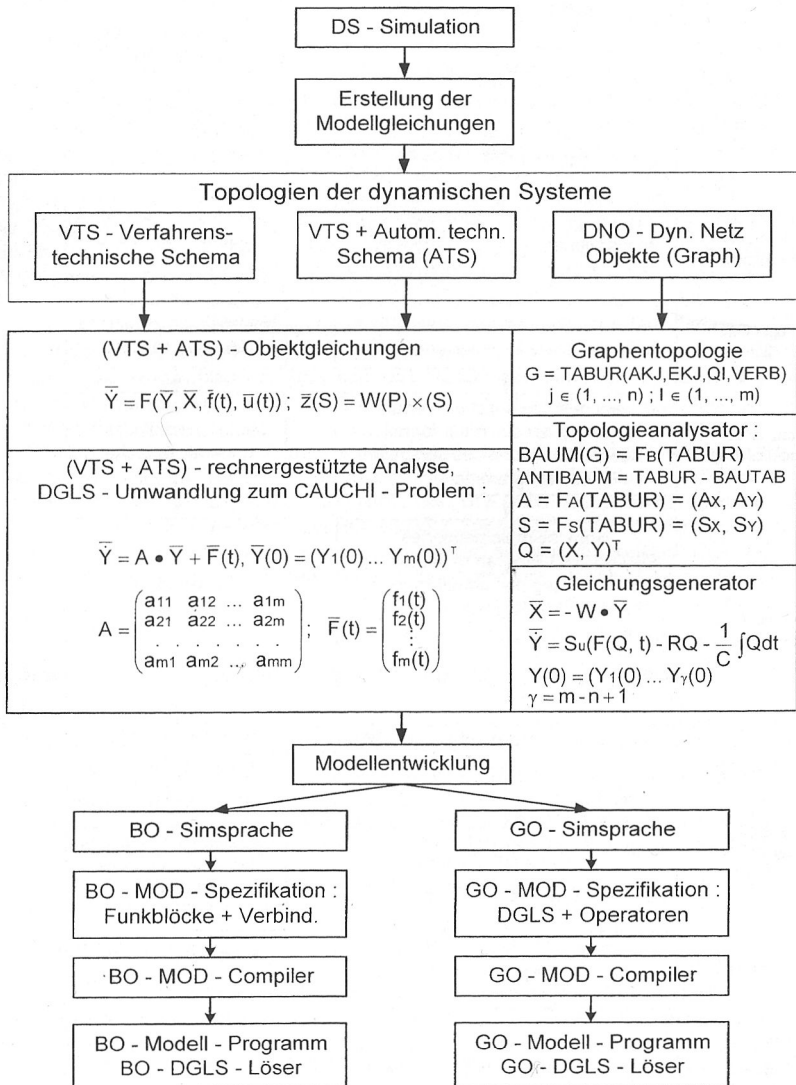 DS - Simulation
Erstellung der
Modellgleichungen
Topologien der dynamischen Systeme
VTS - Verfahrens-
technische Schema
VTS + Autom. techn.
Schema (ATS)
DNO - Dyn. Netz
Objekte (Graph)
(VTS + ATS) - Objektgleichungen
Ẏ̅ = F(Y̅, X̅, f̅(t), u̅(t)) ; z̅(S) = W(P) × (S)
(VTS + ATS) - rechnergestützte Analyse,
DGLS - Umwandlung zum CAUCHI - Problem :
Ẏ̅ = A • Y̅ + F̅(t), Y̅(0) = (Y1(0) ... Ym(0))ᵀ
A = (a11 a12 ... a1m
a21 a22 ... a2m
. . . . . . .
am1 am2 ... amm) ; F̅(t) = (f1(t)
f2(t)
⋮
fm(t))
Graphentopologie
G = TABUR(AKJ,EKJ,QI,VERB)
j ∈ (1, ..., n) ; I ∈ (1, ..., m)
Topologieanalysator :
BAUM(G) = FB(TABUR)
ANTIBAUM = TABUR - BAUTAB
A = FA(TABUR) = (AX, AY)
S = FS(TABUR) = (SX, SY)
Q = (X, Y)ᵀ
Gleichungsgenerator
X̅ = - W • Y̅
Ẏ̅ = Su(F(Q, t) - RQ - 1/C ∫Qdt
Y(0) = (Y1(0) ... Yγ(0)
γ = m - n + 1
Modellentwicklung
BO - Simsprache
BO - MOD - Spezifikation :
Funkblöcke + Verbind.
BO - MOD - Compiler
BO - Modell - Programm
BO - DGLS - Löser
GO - Simsprache
GO - MOD - Spezifikation :
DGLS + Operatoren
GO - MOD - Compiler
GO - Modell - Programm
GO - DGLS - Löser